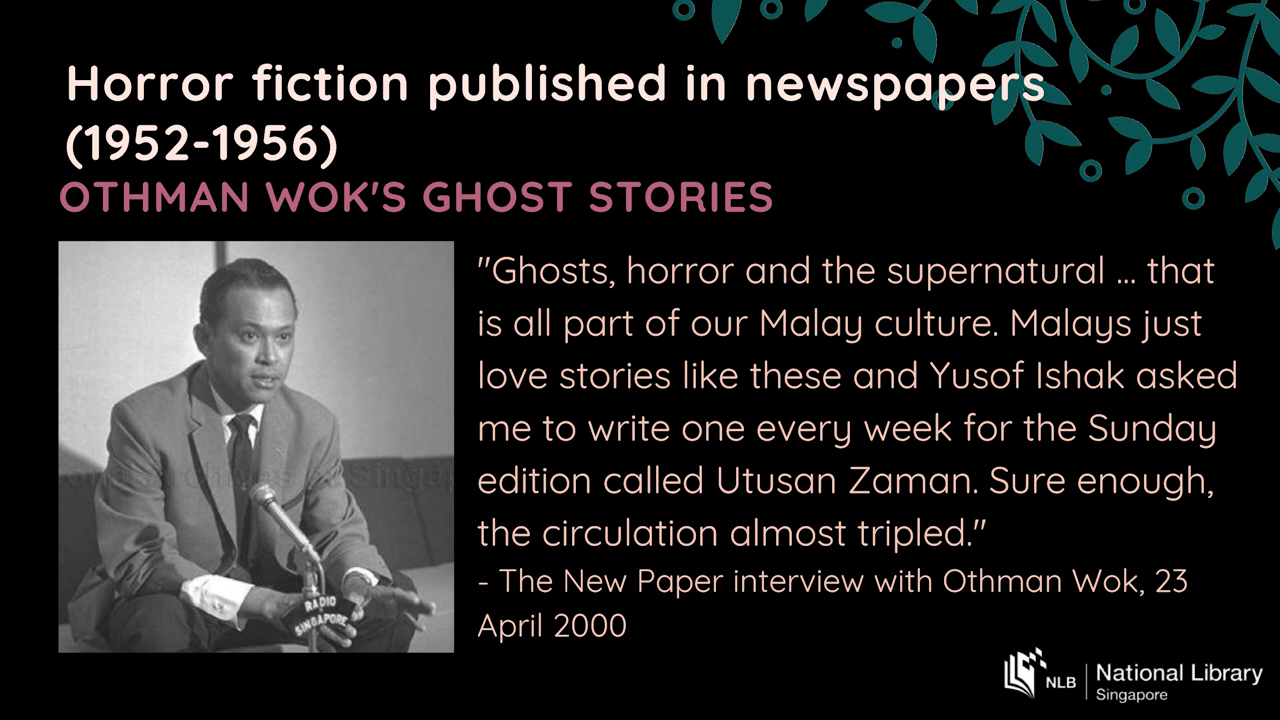 Horror fiction published in newspapers
(1952-1956)
OTHMAN WOK'S GHOST STORIES
"Ghosts, horror and the supernatural ... that
is all part of our Malay culture. Malays just
love stories like these and Yusof Ishak asked
me to write one every week for the Sunday
edition called Utusan Zaman. Sure enough,
the circulation almost tripled."
- The New Paper interview with Othman Wok, 23
April 2000
RADIO
SINGAPORE
NLB
National Library
Singapore